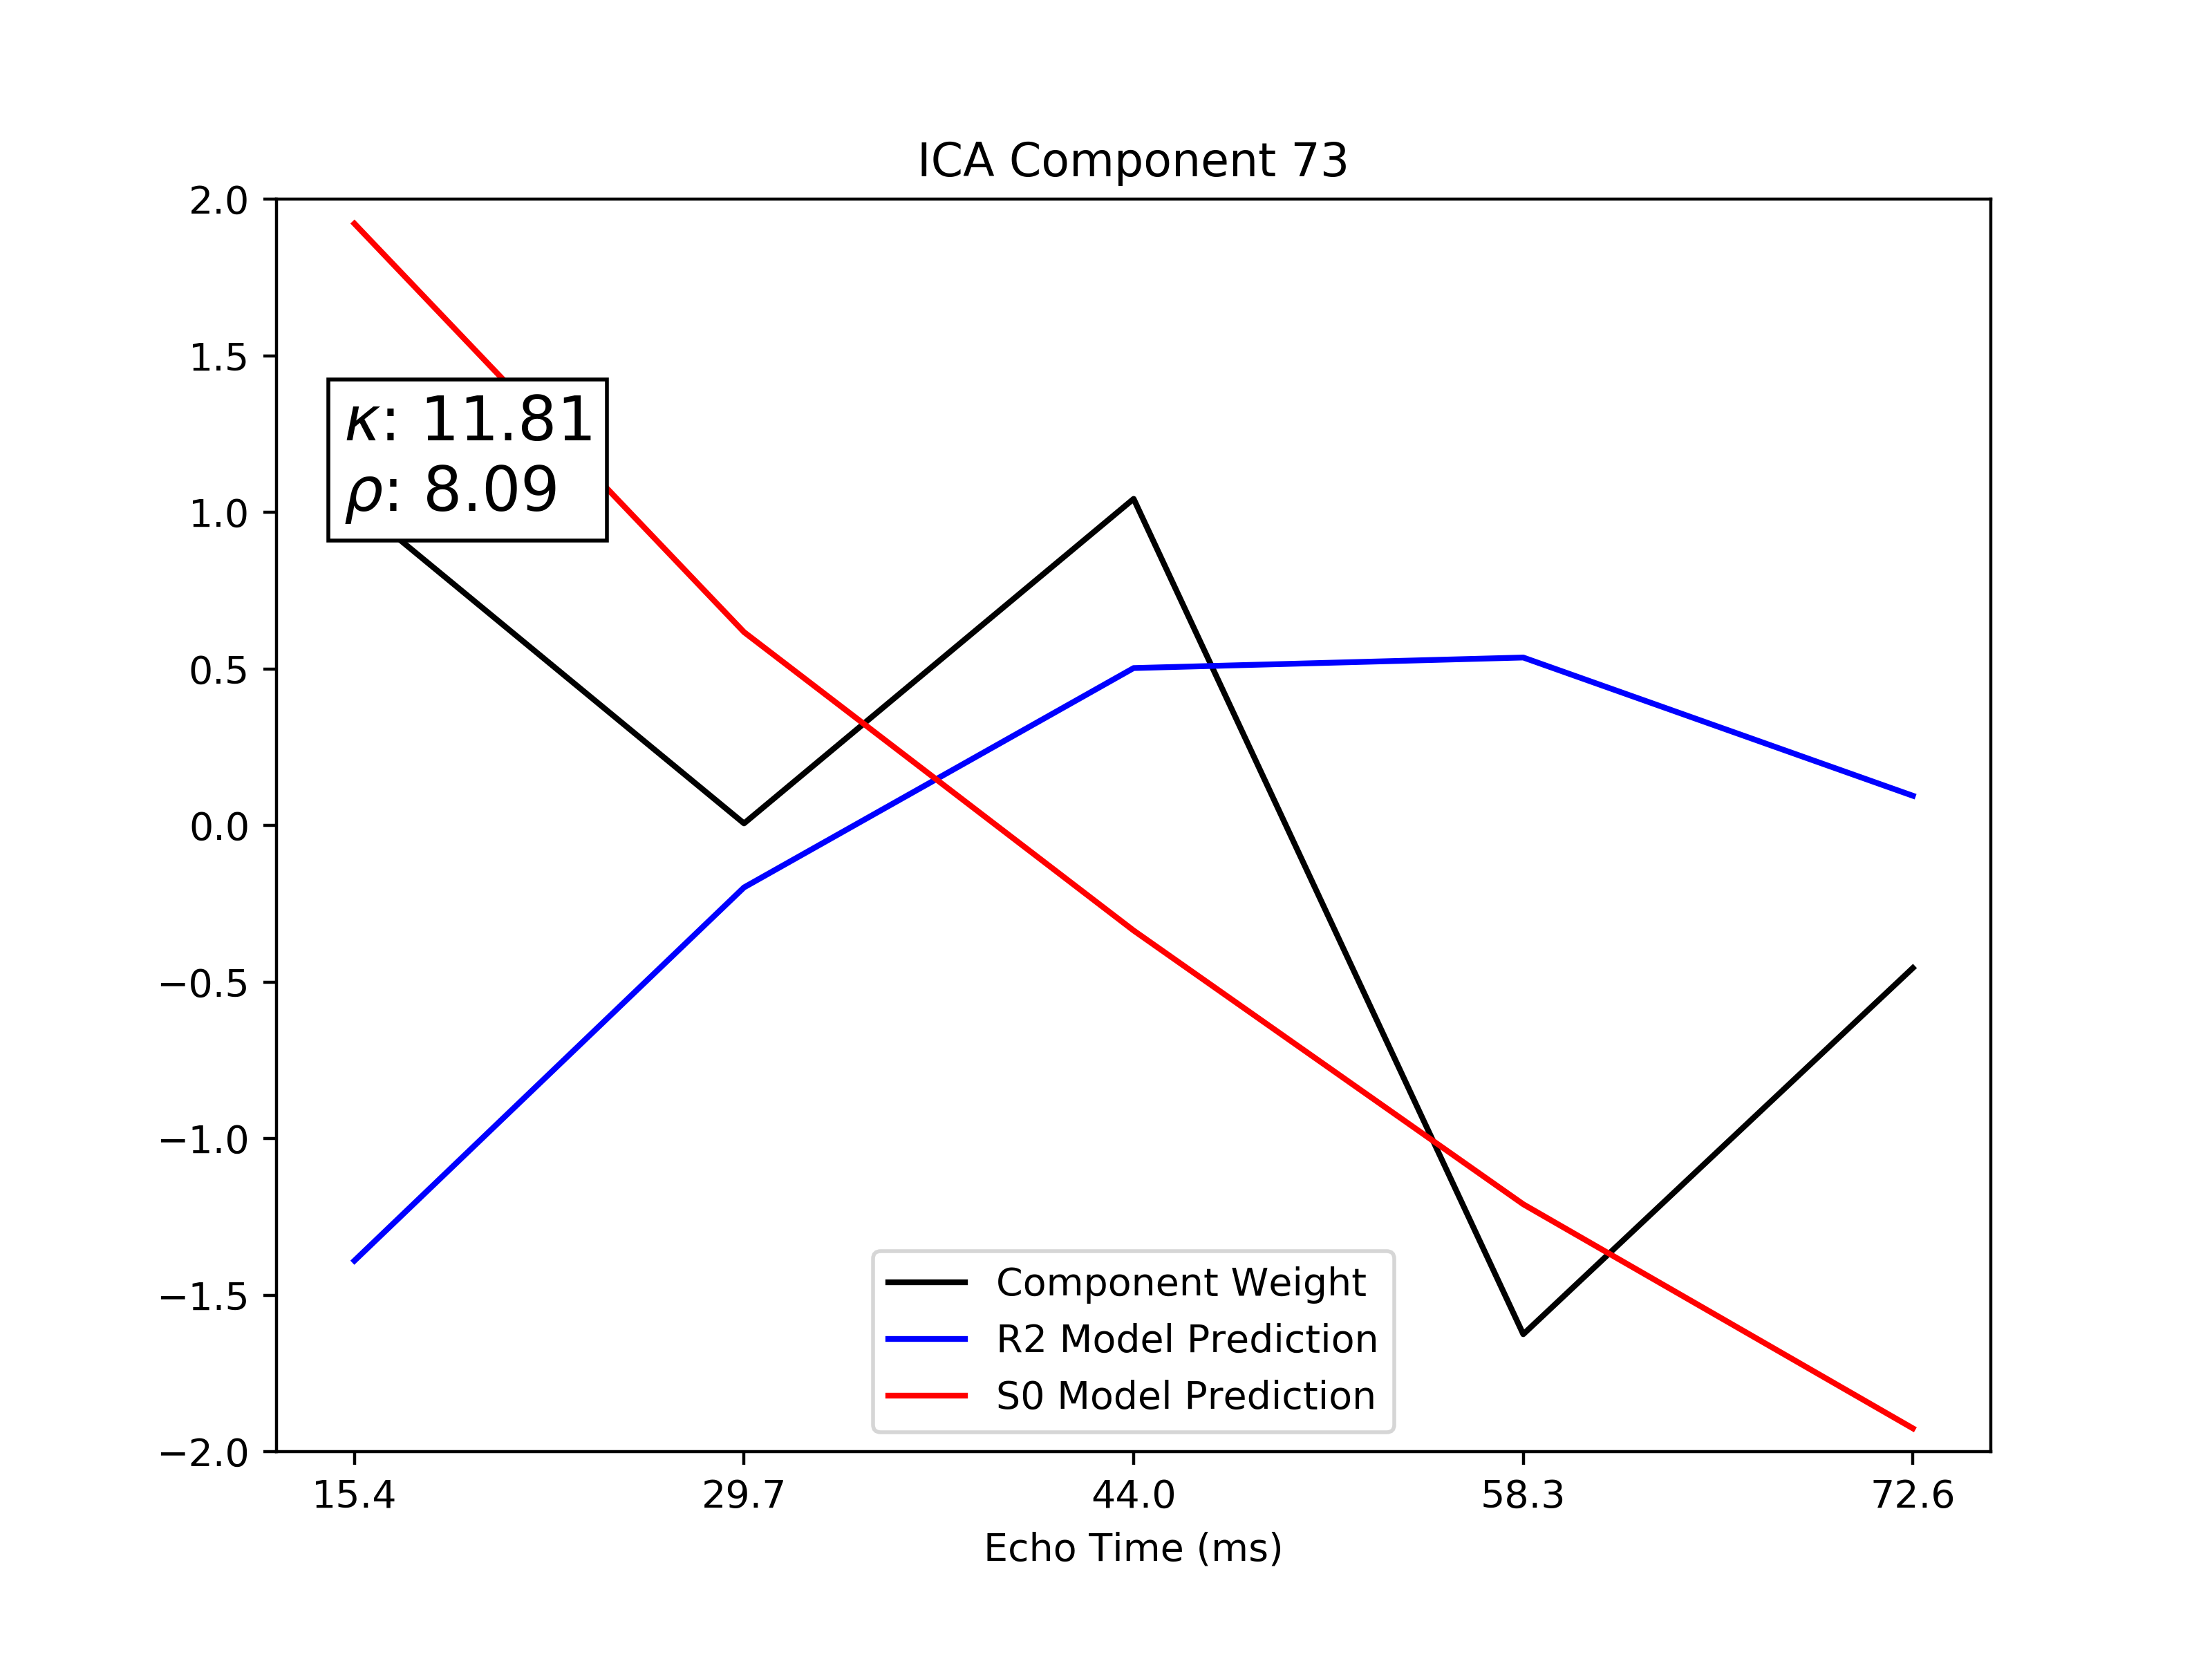 ICA Component 73
2.0
1.5
1.0
0.5
0.0
−0.5
−1.0
−1.5
−2.0
κ: 11.81
ρ: 8.09
Component Weight
R2 Model Prediction
S0 Model Prediction
15.4 29.7 44.0 58.3 72.6
Echo Time (ms)